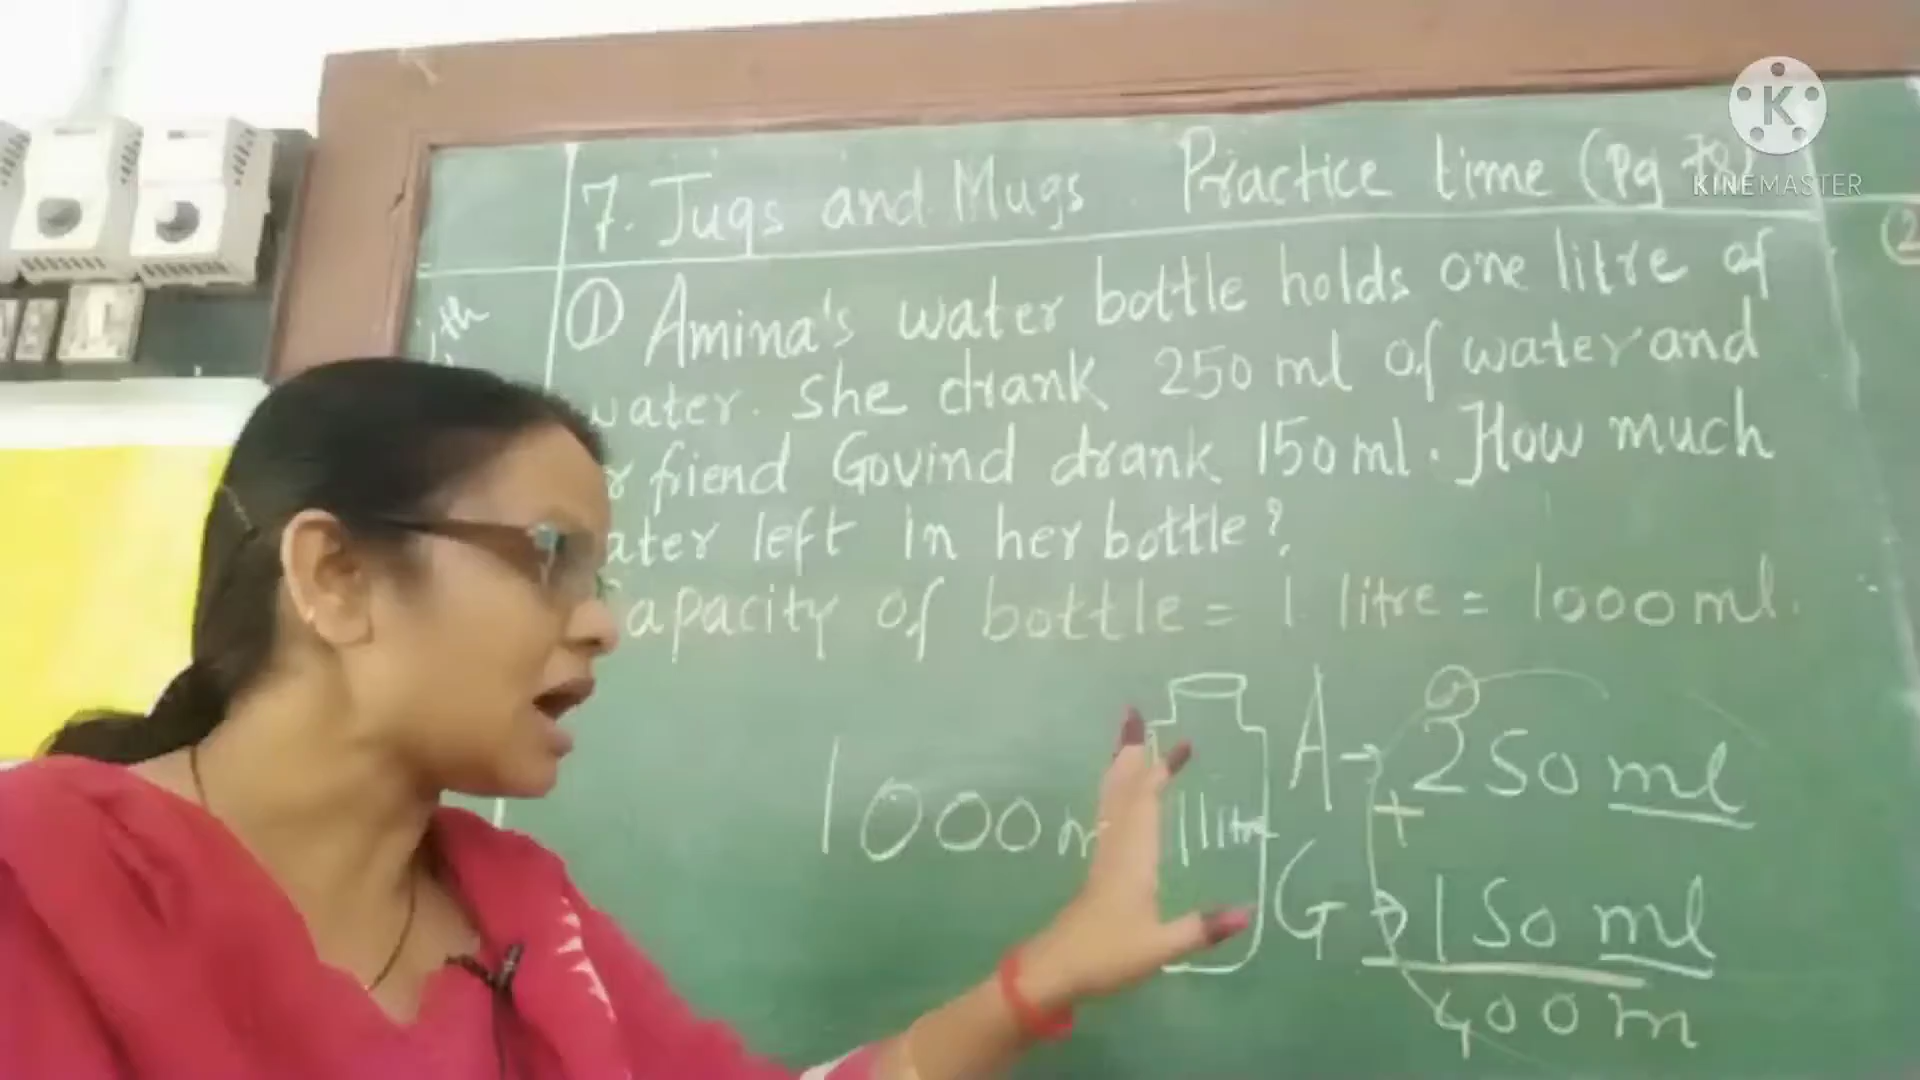 KINEMASTER
7. Jugs and Mugs. Practice time (Pg 78)
ith
① Amina's water bottle holds one litre of
water. She drank 250 ml of water and
r friend Govind drank 150 ml. How much
ater left in her bottle?
Capacity of bottle = 1 litre = 1000 ml.
1000 m 1 litre A → 250 ml
+
G → 150 ml
400 m